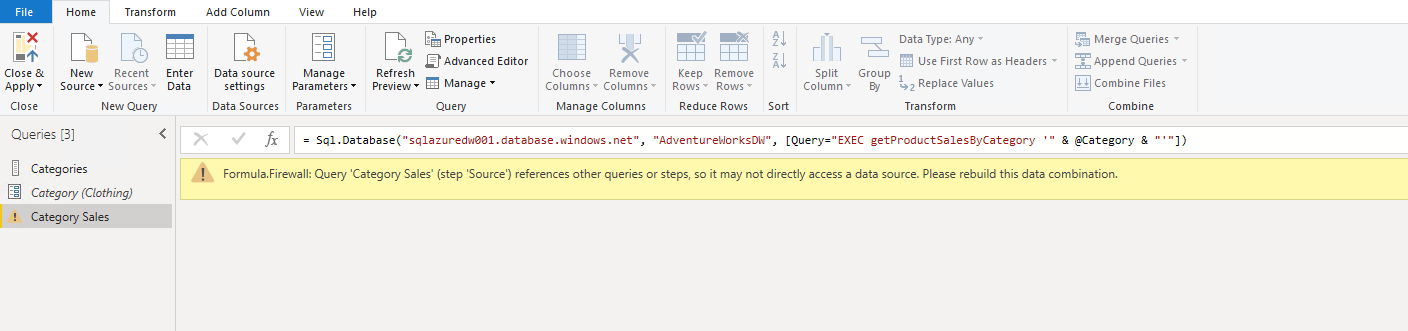 File Home Transform Add Column View Help
Close & Apply New Source Recent Sources Enter Data Data source settings Manage Parameters Refresh Preview Properties Advanced Editor Manage Choose Columns Remove Columns Keep Rows Remove Rows Split Column Group By Data Type: Any Use First Row as Headers Replace Values Merge Queries Append Queries Combine Files
Close New Query Data Sources Parameters Query Manage Columns Reduce Rows Sort Transform Combine
Queries [3]
= Sql.Database("sqlazuredw001.database.windows.net", "AdventureWorksDW", [Query="EXEC getProductSalesByCategory '" & @Category & "'"])
Categories
Category (Clothing)
Category Sales
Formula.Firewall: Query 'Category Sales' (step 'Source') references other queries or steps, so it may not directly access a data source. Please rebuild this data combination.